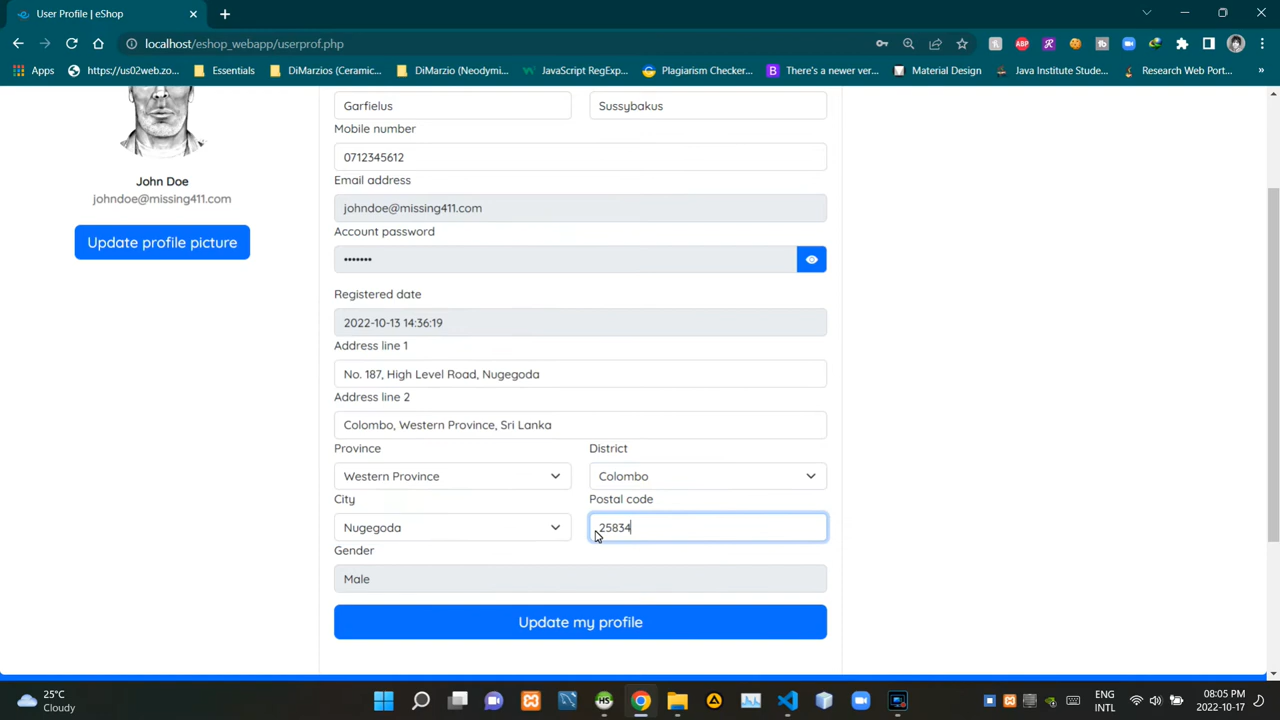 User Profile | eShop
localhost/eshop_webapp/userprof.php
Apps
https://us02web.zo...
Essentials
DiMarzios (Ceramic...
DiMarzio (Neodymi...
JavaScript RegExp...
Plagiarism Checker...
There's a newer ver...
Material Design
Java Institute Stude...
Research Web Port...
»
Garfielus
Sussybakus
Mobile number
0712345612
John Doe
johndoe@missing411.com
Update profile picture
Email address
johndoe@missing411.com
Account password
•••••••
Registered date
2022-10-13 14:36:19
Address line 1
No. 187, High Level Road, Nugegoda
Address line 2
Colombo, Western Province, Sri Lanka
Province
District
Western Province
Colombo
City
Postal code
Nugegoda
25834
Gender
Male
Update my profile
25°C
Cloudy
ENG
INTL
08:05 PM
2022-10-17